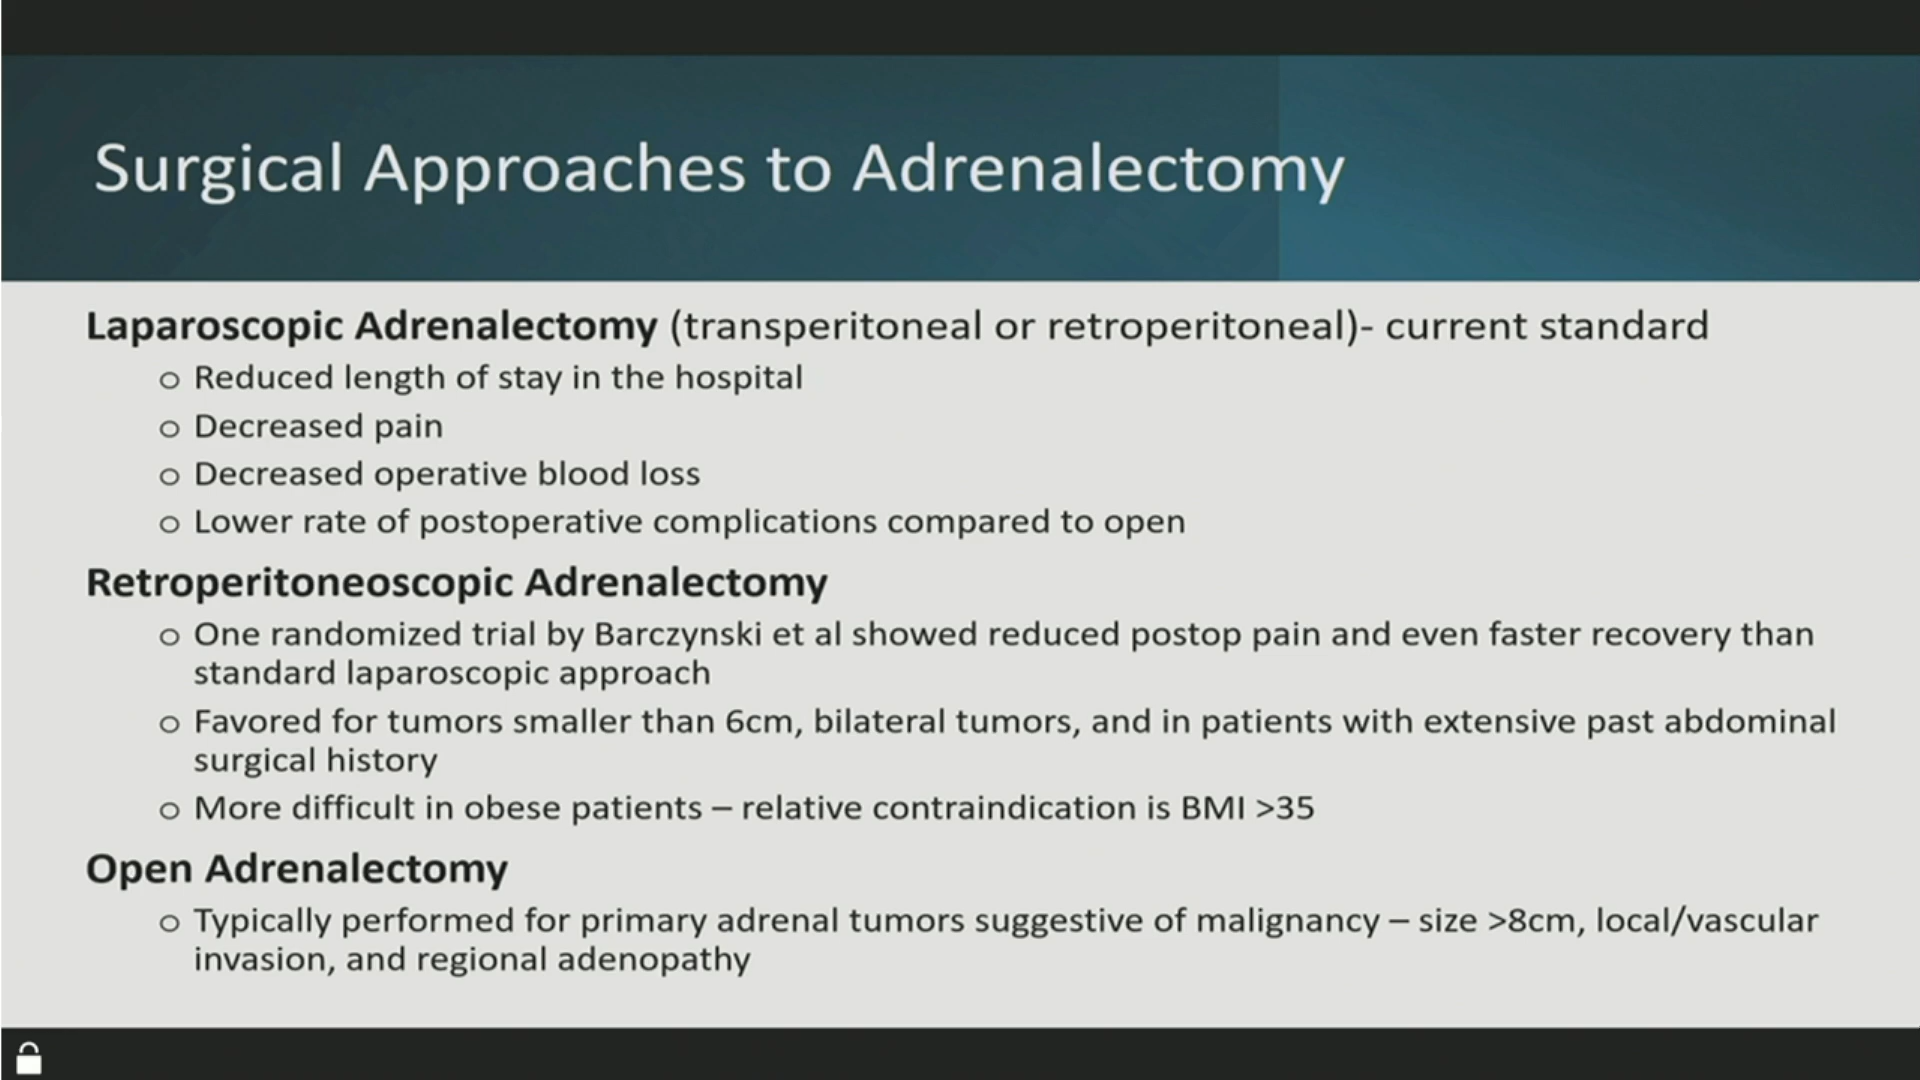 Surgical Approaches to Adrenalectomy
Laparoscopic Adrenalectomy (transperitoneal or retroperitoneal)- current standard
o Reduced length of stay in the hospital
o Decreased pain
o Decreased operative blood loss
o Lower rate of postoperative complications compared to open
Retroperitoneoscopic Adrenalectomy
o One randomized trial by Barczynski et al showed reduced postop pain and even faster recovery than
standard laparoscopic approach
o Favored for tumors smaller than 6cm, bilateral tumors, and in patients with extensive past abdominal
surgical history
o More difficult in obese patients – relative contraindication is BMI >35
Open Adrenalectomy
o Typically performed for primary adrenal tumors suggestive of malignancy – size >8cm, local/vascular
invasion, and regional adenopathy